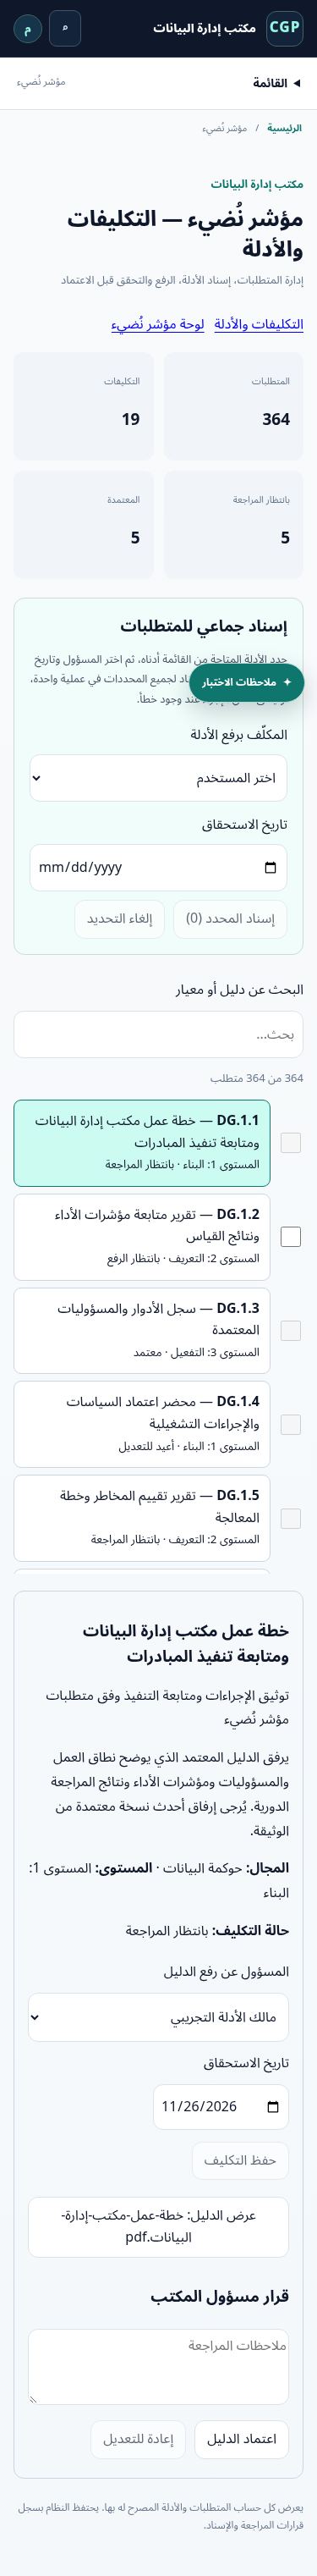 CGP
مكتب إدارة البيانات
م
القائمة
مؤشر نُضيء
الرئيسية / مؤشر نُضيء
مكتب إدارة البيانات
مؤشر نُضيء — التكليفات
والأدلة
إدارة المتطلبات، إسناد الأدلة، الرفع والتحقق قبل الاعتماد
التكليفات والأدلة لوحة مؤشر نُضيء
المتطلبات
364
التكليفات
19
بانتظار المراجعة
5
المعتمدة
5
إسناد جماعي للمتطلبات
حدد الأدلة المتاحة من القائمة أدناه، ثم اختر المسؤول وتاريخ
لجميع المحددات في عملية واحدة،
عند وجود خطأ.
ملاحظات الاختبار
المكلّف برفع الأدلة
اختر المستخدم
تاريخ الاستحقاق
mm/dd/yyyy
إسناد المحدد (0)
إلغاء التحديد
البحث عن دليل أو معيار
بحث...
364 من 364 متطلب
DG.1.1 — خطة عمل مكتب إدارة البيانات
ومتابعة تنفيذ المبادرات
المستوى 1: البناء · بانتظار المراجعة
DG.1.2 — تقرير متابعة مؤشرات الأداء
ونتائج القياس
المستوى 2: التعريف · بانتظار الرفع
DG.1.3 — سجل الأدوار والمسؤوليات
المعتمدة
المستوى 3: التفعيل · معتمد
DG.1.4 — محضر اعتماد السياسات
والإجراءات التشغيلية
المستوى 1: البناء · أعيد للتعديل
DG.1.5 — تقرير تقييم المخاطر وخطة
المعالجة
المستوى 2: التعريف · بانتظار المراجعة
خطة عمل مكتب إدارة البيانات
ومتابعة تنفيذ المبادرات
توثيق الإجراءات ومتابعة التنفيذ وفق متطلبات
مؤشر نُضيء
يرفق الدليل المعتمد الذي يوضح نطاق العمل
والمسؤوليات ومؤشرات الأداء ونتائج المراجعة
الدورية. يُرجى إرفاق أحدث نسخة معتمدة من
الوثيقة.
المجال: حوكمة البيانات · المستوى: المستوى 1:
البناء
حالة التكليف: بانتظار المراجعة
المسؤول عن رفع الدليل
مالك الأدلة التجريبي
تاريخ الاستحقاق
11/26/2026
حفظ التكليف
عرض الدليل: خطة-عمل-مكتب-إدارة-
البيانات.pdf
قرار مسؤول المكتب
ملاحظات المراجعة
اعتماد الدليل
إعادة للتعديل
يعرض كل حساب المتطلبات والأدلة المصرح له بها. يحتفظ النظام بسجل
قرارات المراجعة والإسناد.